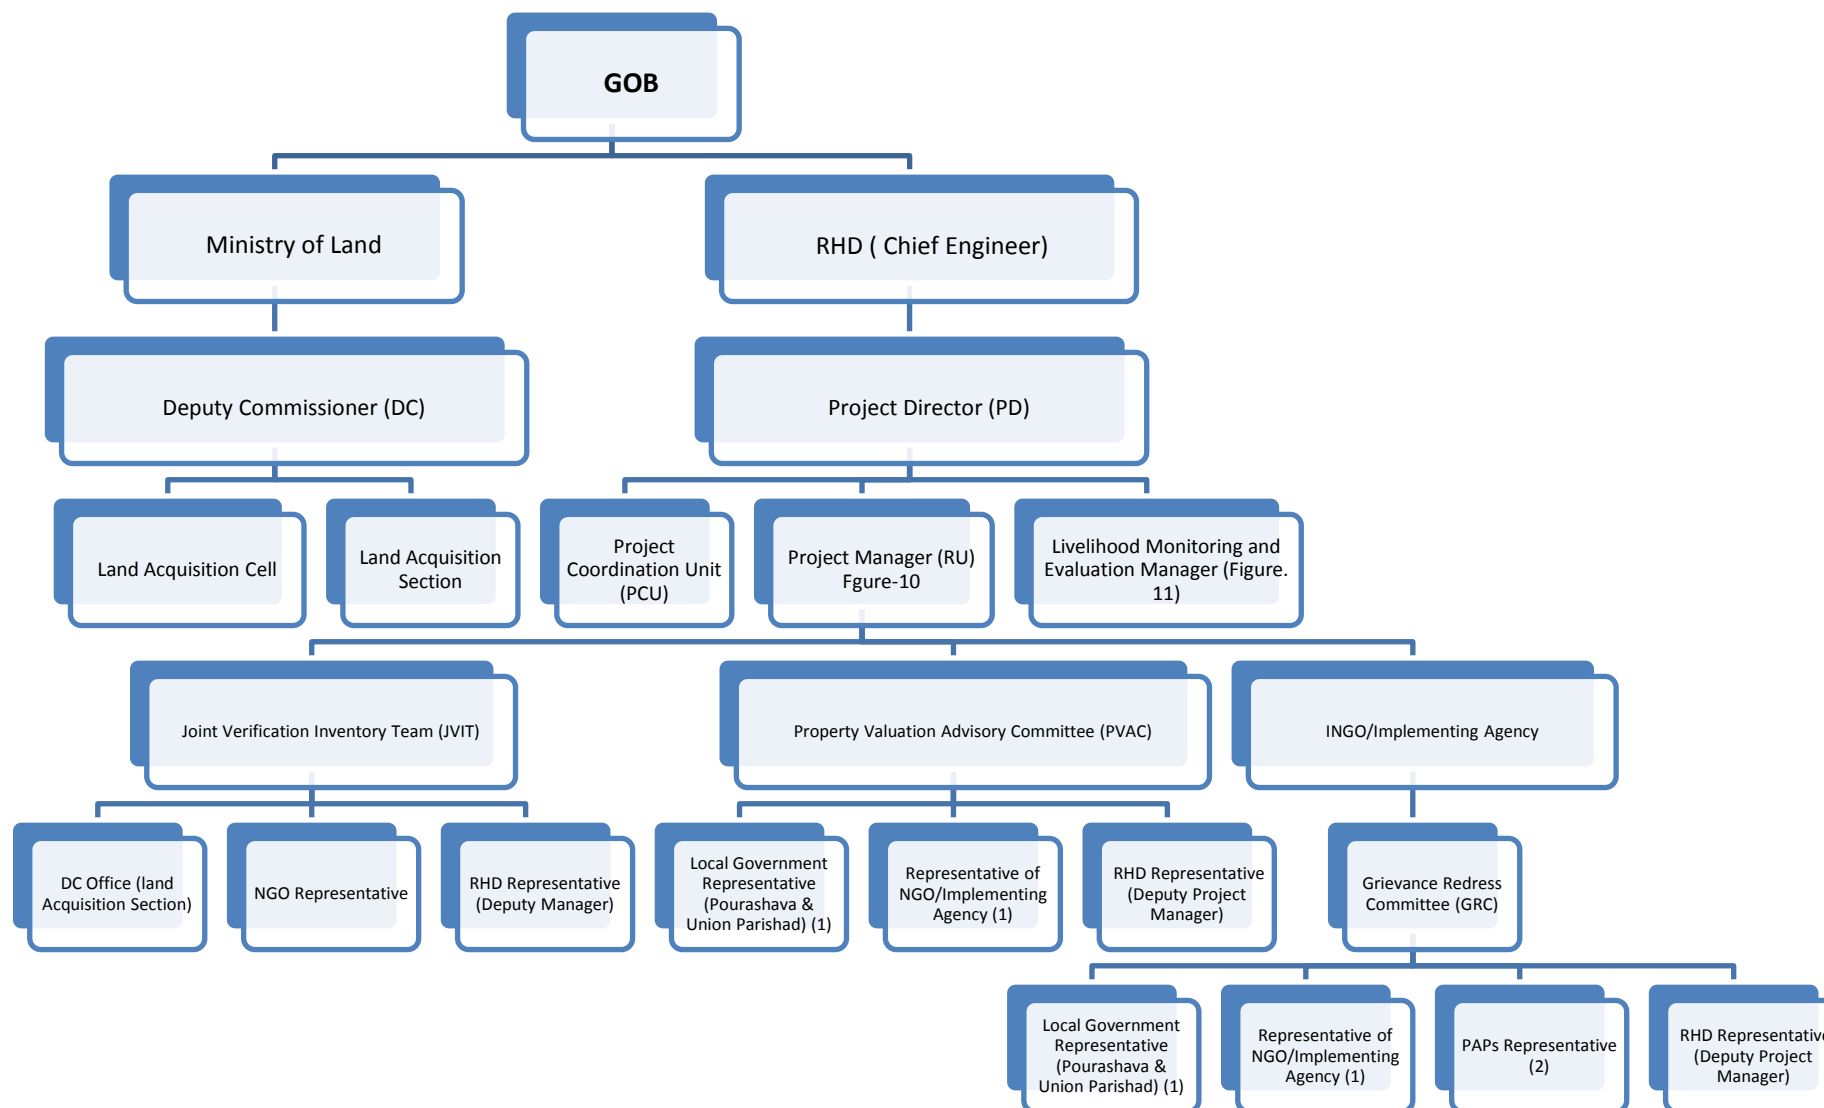 GOB
Ministry of Land
RHD ( Chief Engineer)
Deputy Commissioner (DC)
Project Director (PD)
Land Acquisition Cell
Land Acquisition
Section
Project
Coordination Unit
(PCU)
Project Manager (RU)
Fgure-10
Livelihood Monitoring and
Evaluation Manager (Figure.
11)
Joint Verification Inventory Team (JVIT)
Property Valuation Advisory Committee (PVAC)
INGO/Implementing Agency
DC Office (land
Acquisition Section)
NGO Representative
RHD Representative
(Deputy Manager)
Local Government
Representative
(Pourashava &
Union Parishad) (1)
Representative of
NGO/Implementing
Agency (1)
RHD Representative
(Deputy Project
Manager)
Grievance Redress
Committee (GRC)
Local Government
Representative
(Pourashava &
Union Parishad) (1)
Representative of
NGO/Implementing
Agency (1)
PAPs Representative
(2)
RHD Representative
(Deputy Project
Manager)